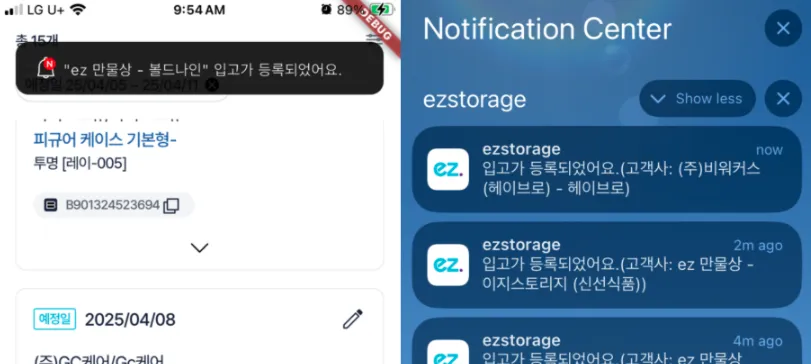 LG U+ 9:54 AM 89%
DEBUG
총 15개
N
"ez 만물상 - 볼드나인" 입고가 등록되었어요.
예정일 25/04/05 ~ 25/04/11
피규어 케이스 기본형-
투명 [레이-005]
B901324523694
예정일 2025/04/08
(주)GC케어/Gc케어
Notification Center
ezstorage
Show less
ez.
ezstorage
now
입고가 등록되었어요.(고객사: (주)비워커스
(헤이브로) - 헤이브로)
ez.
ezstorage
2m ago
입고가 등록되었어요.(고객사: ez 만물상 -
이지스토리지 (신선식품))
ez.
ezstorage
4m ago
입고가 등록되었어요.(고객사: ez 만물상